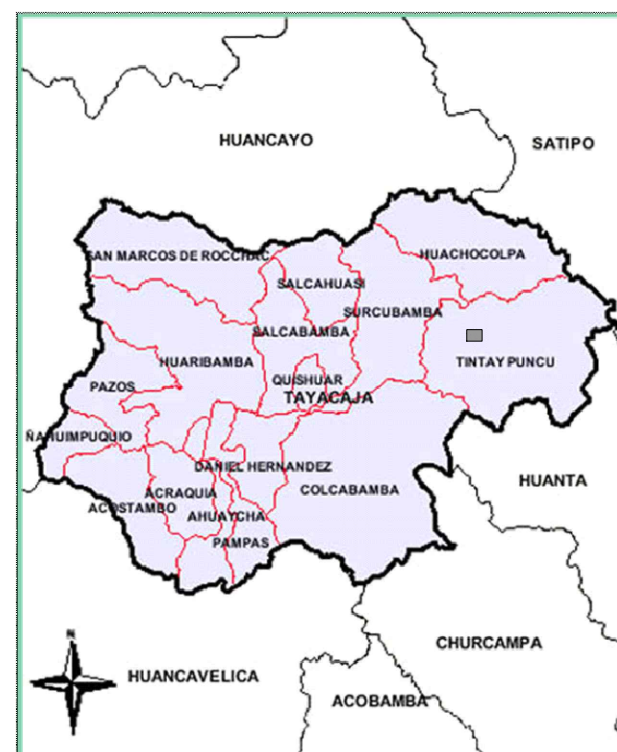 HUANCAYO
SATIPO
SAN MARCOS DE ROCCHAC
HUACHOCOLPA
SALCAHUASI
SURCUBAMBA
SALCABAMBA
HUARIBAMBA
TINTAY PUNCU
QUISHUAR
PAZOS
TAYACAJA
ÑAHUIMPUQUIO
DANIEL HERNANDEZ
HUANTA
COLCABAMBA
ACRAQUIA
ACOSTAMBO
AHUAYCHA
PAMPAS
N
CHURCAMPA
HUANCAVELICA
ACOBAMBA